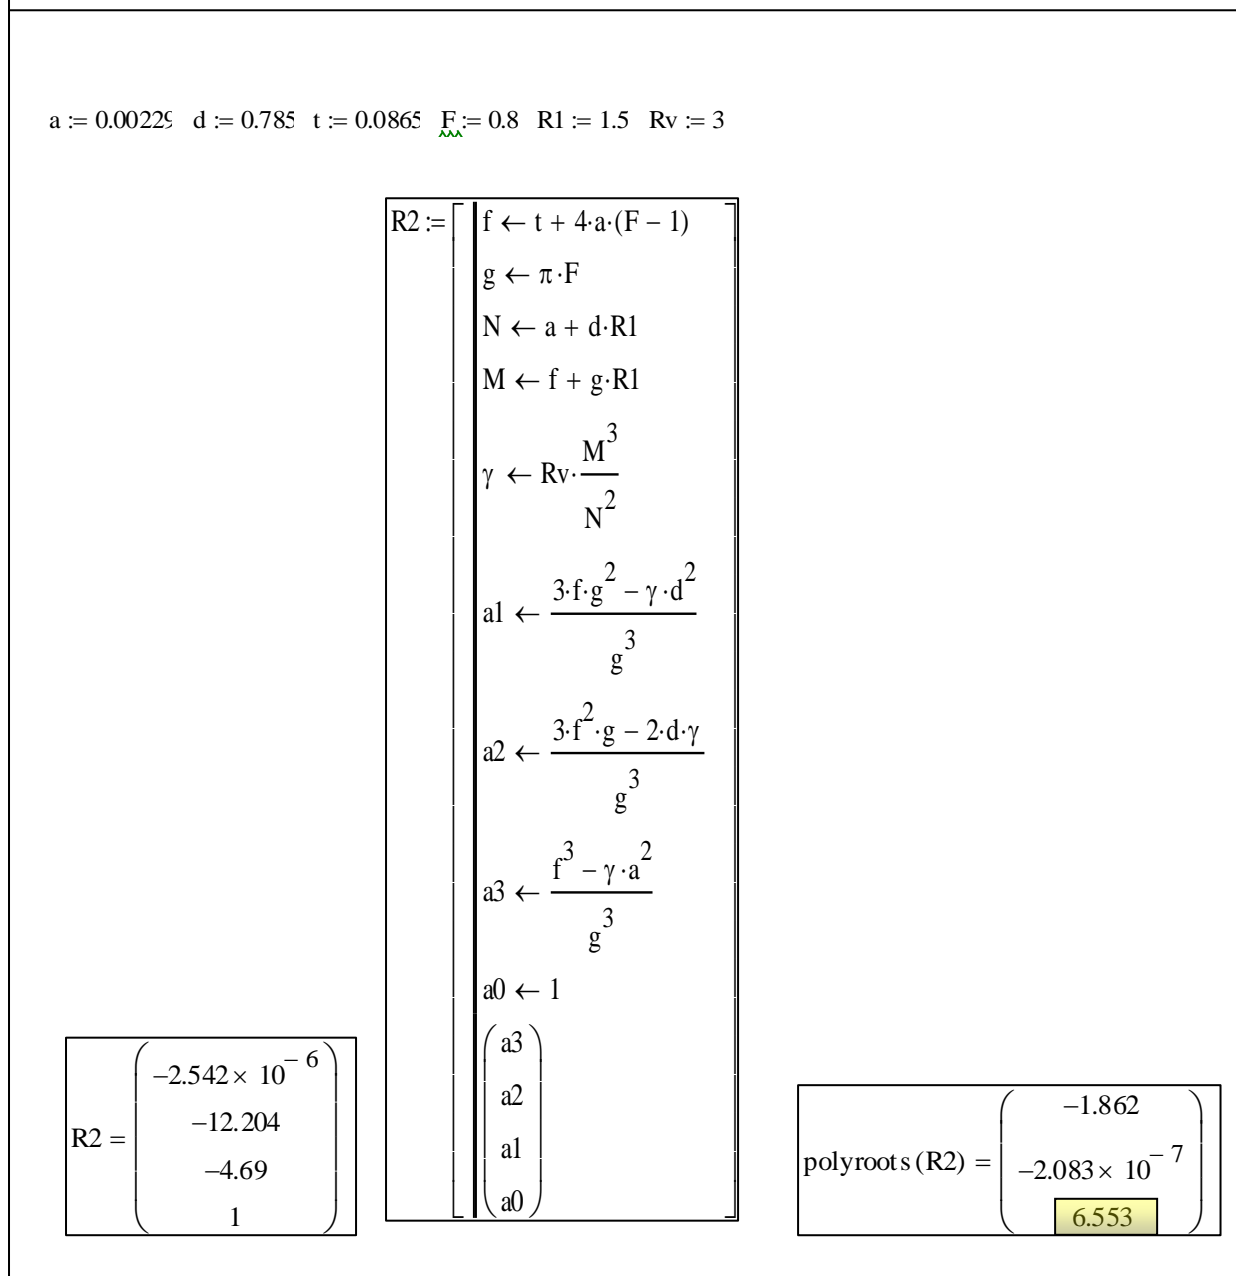 a := 0.00229 d := 0.785 t := 0.0865 F := 0.8 R1 := 1.5 Rv := 3
R2 := f ← t + 4·a·(F − 1)
g ← π·F
N ← a + d·R1
M ← f + g·R1
γ ← Rv·M^3/N^2
a1 ← (3·f·g^2 − γ·d^2)/g^3
a2 ← (3·f^2·g − 2·d·γ)/g^3
a3 ← (f^3 − γ·a^2)/g^3
a0 ← 1
(a3
a2
a1
a0)
R2 = (−2.542 × 10^−6
−12.204
−4.69
1)
polyroots(R2) = (−1.862
−2.083 × 10^−7
6.553)